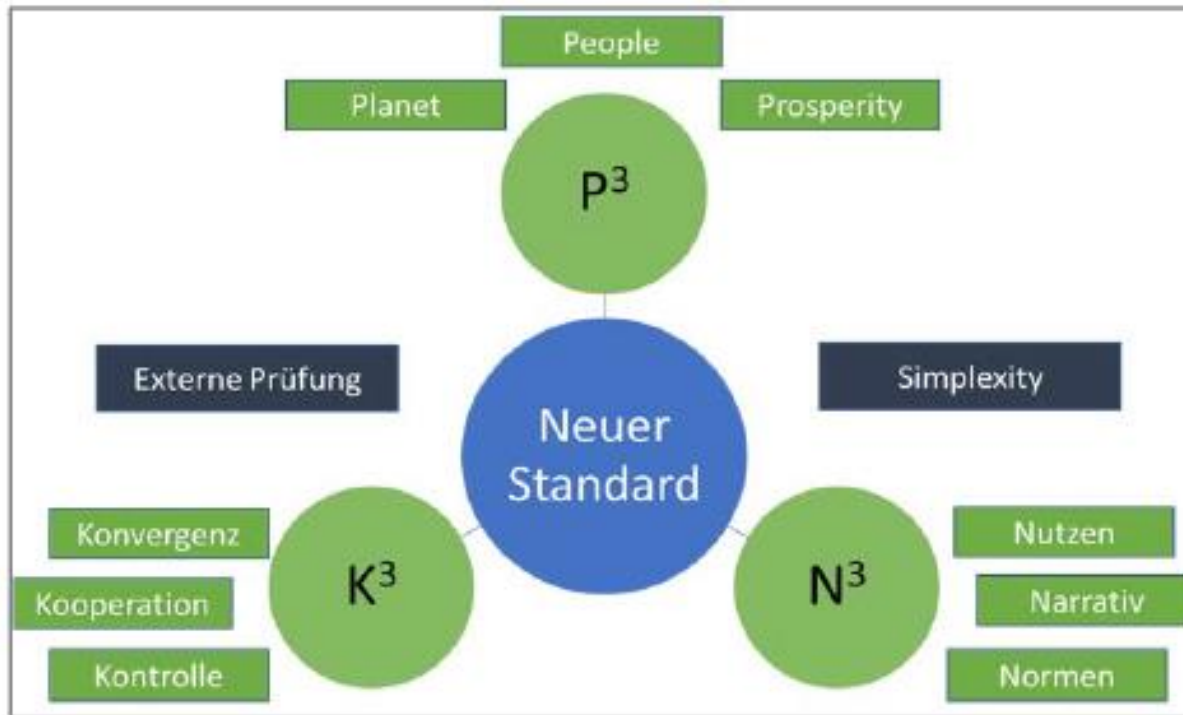 People
Planet
Prosperity
P³
Externe Prüfung
Simplexity
Neuer
Standard
Konvergenz
Kooperation
Kontrolle
K³
N³
Nutzen
Narrativ
Normen